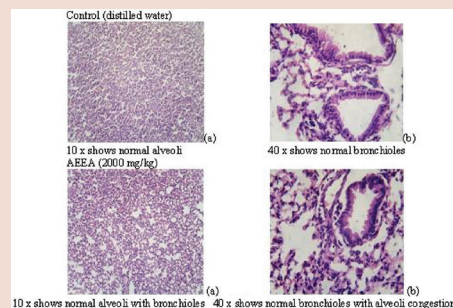 Control (distilled water)
(a)
(b)
10 x shows normal alveoli
40 x shows normal bronchioles
AEEA (2000 mg/kg)
(a)
(b)
10 x shows normal alveoli with bronchioles
40 x shows normal bronchioles with alveoli congestion